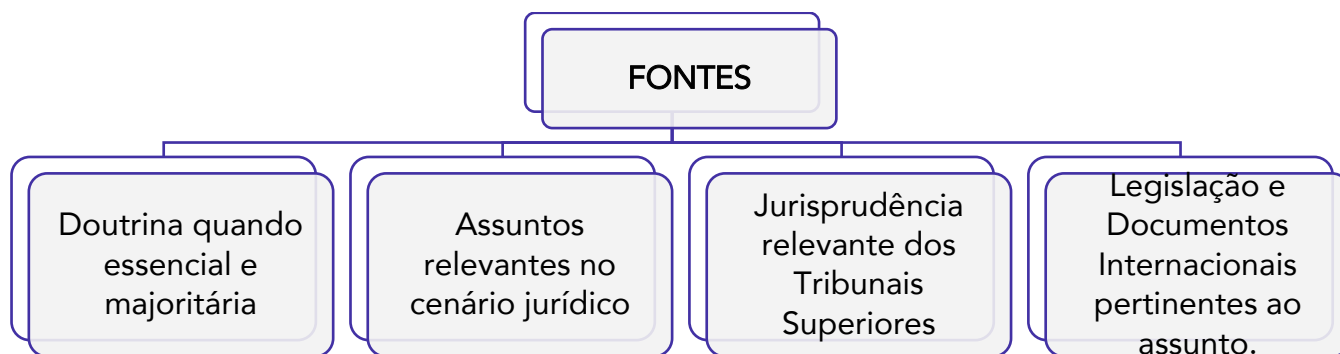 FONTES
Doutrina quando
essencial e
majoritária
Assuntos
relevantes no
cenário jurídico
Jurisprudência
relevante dos
Tribunais
Superiores
Legislação e
Documentos
Internacionais
pertinentes ao
assunto.